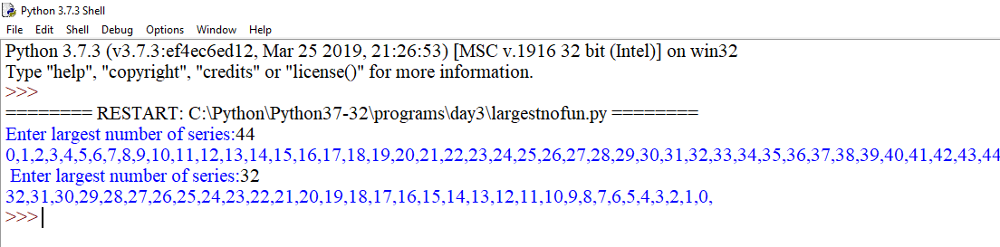 Python 3.7.3 Shell
File Edit Shell Debug Options Window Help
Python 3.7.3 (v3.7.3:ef4ec6ed12, Mar 25 2019, 21:26:53) [MSC v.1916 32 bit (Intel)] on win32
Type "help", "copyright", "credits" or "license()" for more information.
>>>
======== RESTART: C:\Python\Python37-32\programs\day3\largestnofun.py ========
Enter largest number of series:44
0,1,2,3,4,5,6,7,8,9,10,11,12,13,14,15,16,17,18,19,20,21,22,23,24,25,26,27,28,29,30,31,32,33,34,35,36,37,38,39,40,41,42,43,44
Enter largest number of series:32
32,31,30,29,28,27,26,25,24,23,22,21,20,19,18,17,16,15,14,13,12,11,10,9,8,7,6,5,4,3,2,1,0,
>>>